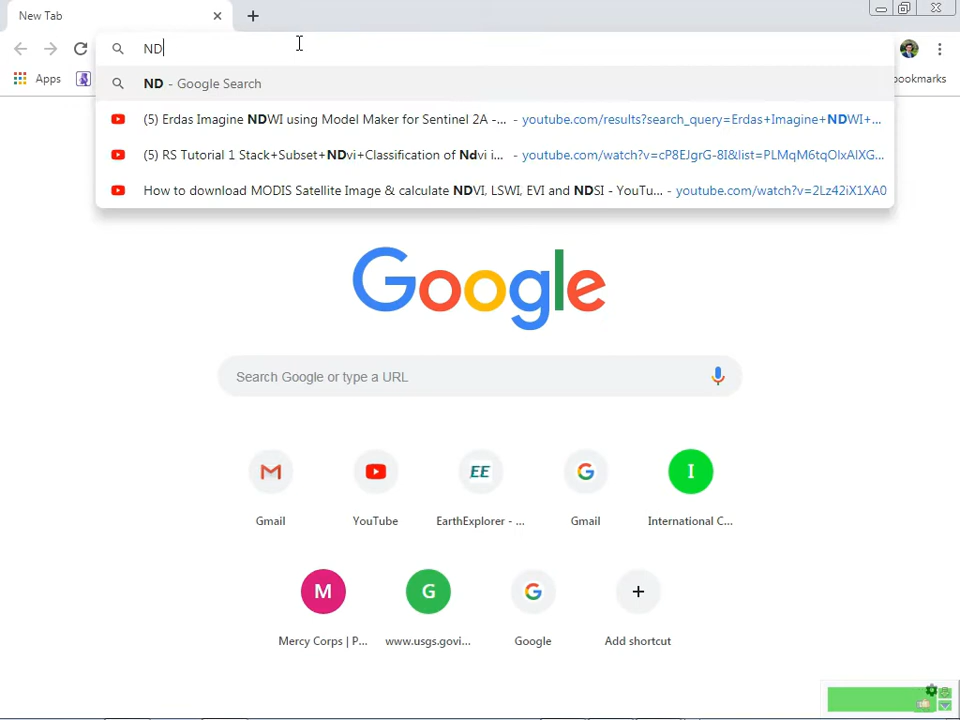 New Tab
ND
Apps
bookmarks
ND - Google Search
(5) Erdas Imagine NDWI using Model Maker for Sentinel 2A -... - youtube.com/results?search_query=Erdas+Imagine+NDWI+...
(5) RS Tutorial 1 Stack+Subset+NDvi+Classification of Ndvi i... - youtube.com/watch?v=cP8EJgrG-8I&list=PLMqM6tqOlxAlXG...
How to download MODIS Satellite Image & calculate NDVI, LSWI, EVI and NDSI - YouTu... - youtube.com/watch?v=2Lz42iX1XA0
Google
Search Google or type a URL
EE
I
Gmail
YouTube
EarthExplorer - ...
Gmail
International C...
M
G
Mercy Corps | P...
www.usgs.govi...
Google
Add shortcut